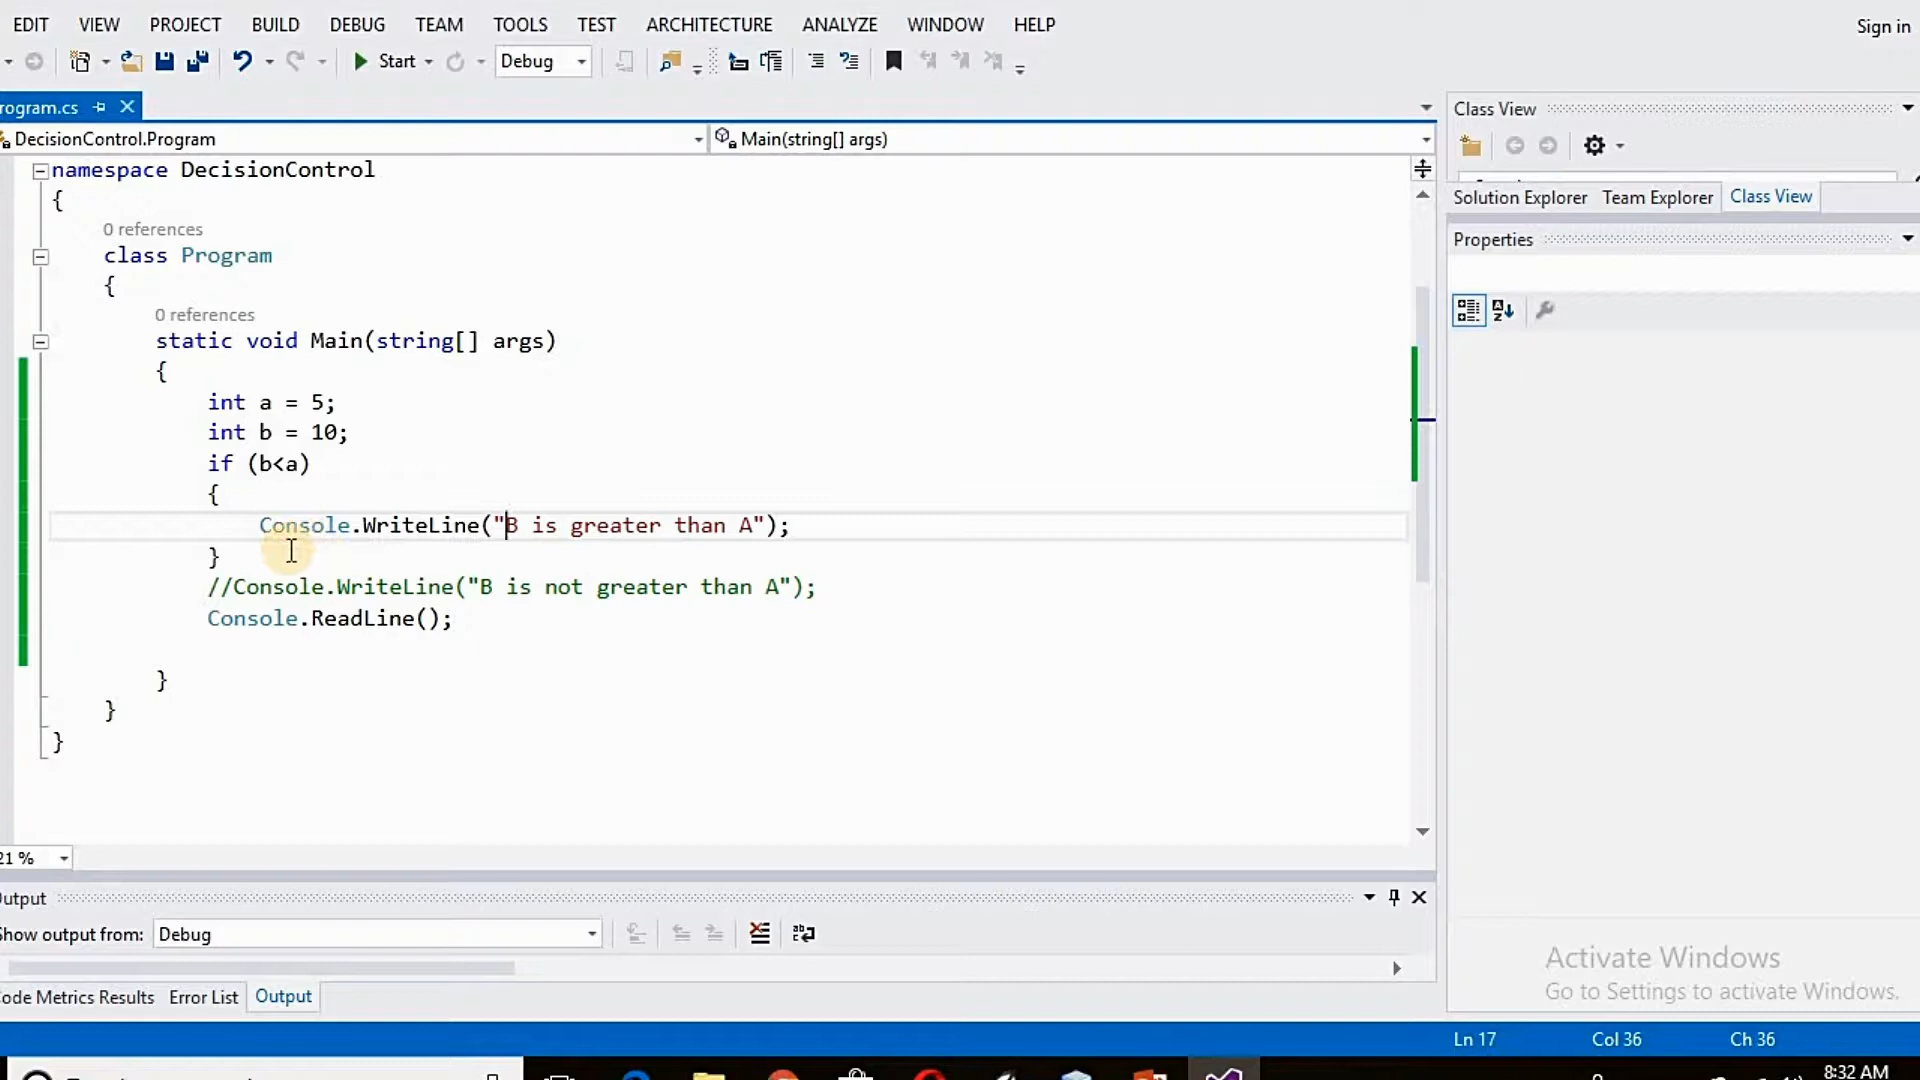 EDIT VIEW PROJECT BUILD DEBUG TEAM TOOLS TEST ARCHITECTURE ANALYZE WINDOW HELP
Sign in
Start Debug
rogram.cs
Class View
DecisionControl.Program Main(string[] args)
namespace DecisionControl
{
0 references
class Program
{
0 references
static void Main(string[] args)
{
int a = 5;
int b = 10;
if (b<a)
{
Console.WriteLine("B is greater than A");
}
//Console.WriteLine("B is not greater than A");
Console.ReadLine();
}
}
}
Solution Explorer Team Explorer Class View
Properties
21 %
utput
Show output from: Debug
ode Metrics Results Error List Output
Activate Windows
Go to Settings to activate Windows.
Ln 17 Col 36 Ch 36
8:32 AM